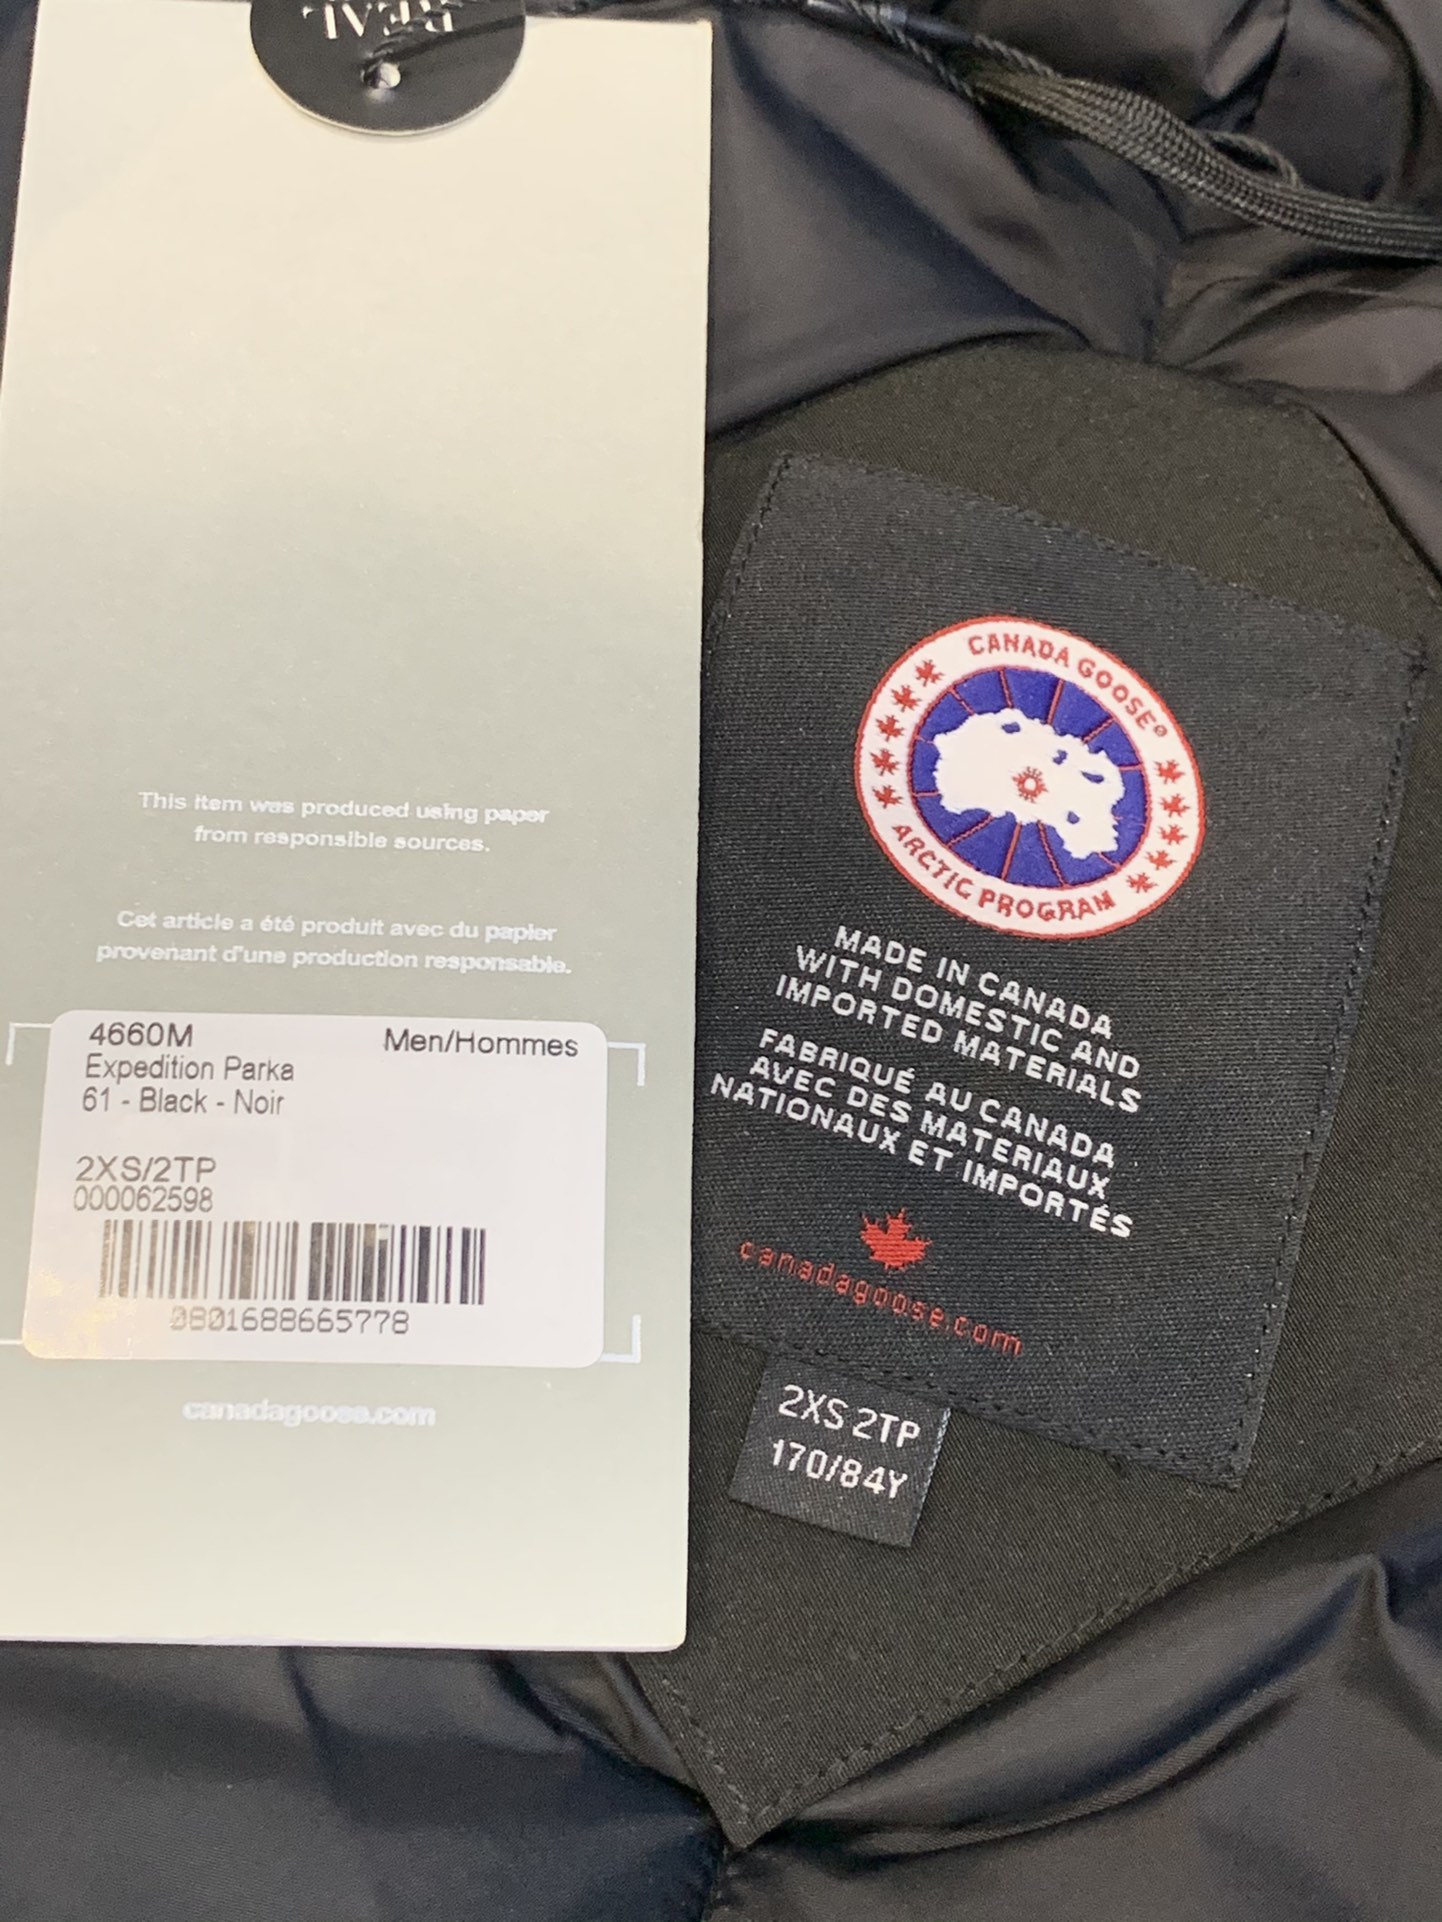 REAL
This item was produced using paper
from responsible sources.
Cet article a été produit avec du papier
provenant d'une production responsable.
4660M Men/Hommes
Expedition Parka
61 - Black - Noir
2XS/2TP
000062598
0801688665778
canadagoose.com
CANADA GOOSE®
ARCTIC PROGRAM
MADE IN CANADA
WITH DOMESTIC AND
IMPORTED MATERIALS
FABRIQUÉ AU CANADA
AVEC DES MATERIAUX
NATIONAUX ET IMPORTÉS
canadagoose.com
2XS 2TP
170/84Y